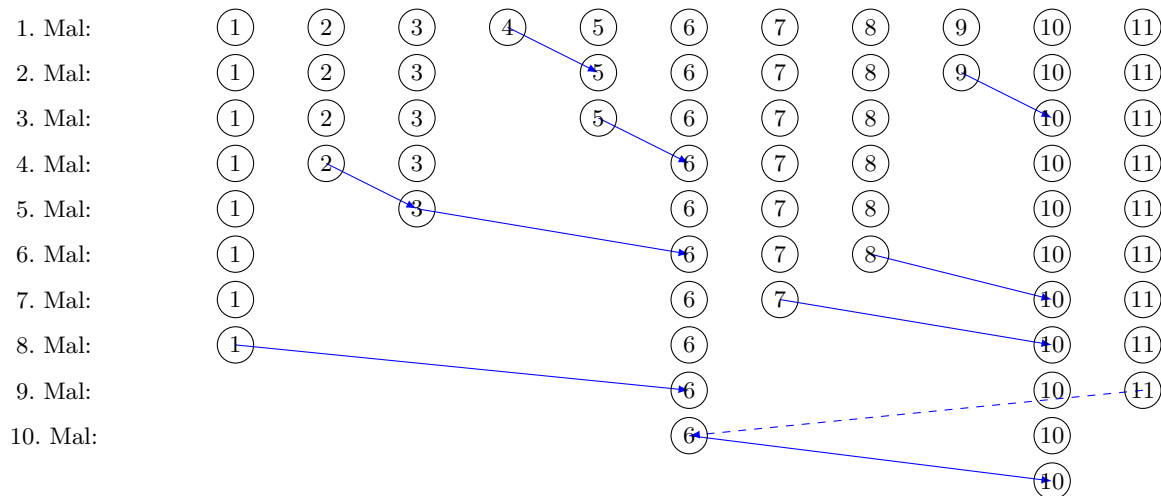 1. Mal: 1 2 3 4 5 6 7 8 9 10 11
2. Mal: 1 2 3 5 6 7 8 9 10 11
3. Mal: 1 2 3 5 6 7 8 10 11
4. Mal: 1 2 3 6 7 8 10 11
5. Mal: 1 3 6 7 8 10 11
6. Mal: 1 6 7 8 10 11
7. Mal: 1 6 7 10 11
8. Mal: 1 6 10 11
9. Mal: 6 10 11
10. Mal: 6 10
10